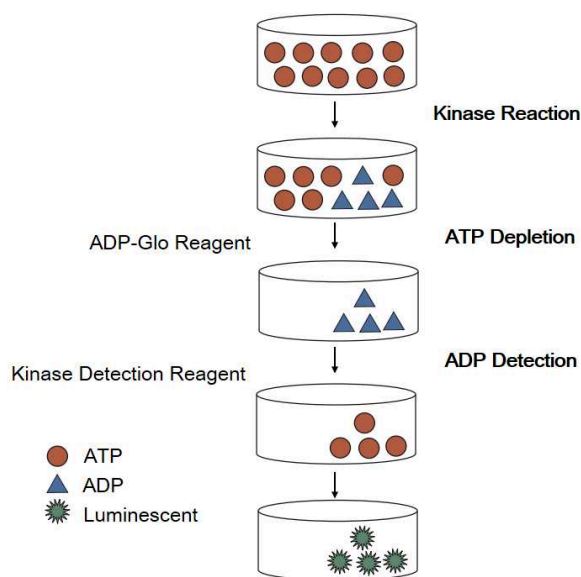 Kinase Reaction
ADP-Glo Reagent
ATP Depletion
Kinase Detection Reagent
ADP Detection
ATP
ADP
Luminescent